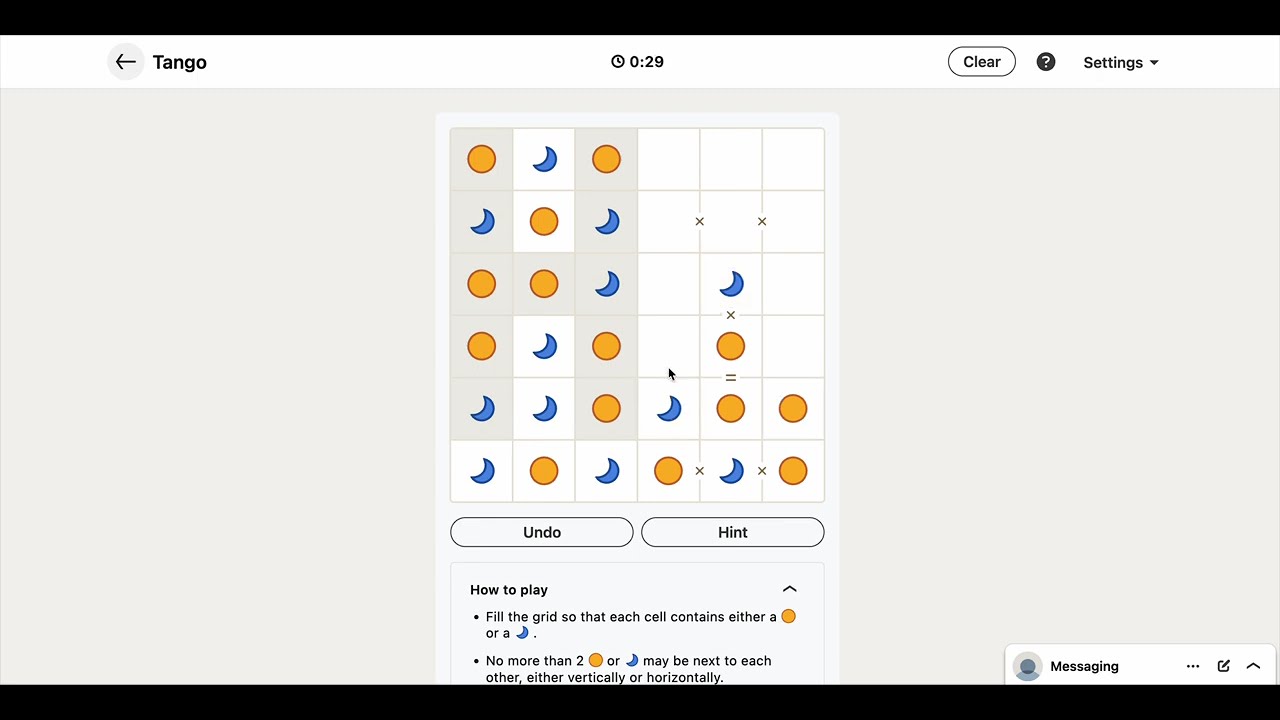 Tango
0:29
Clear
?
Settings
×
×
×
=
×
×
Undo
Hint
How to play
• Fill the grid so that each cell contains either a
or a .
• No more than 2 or may be next to each
other, either vertically or horizontally.
Messaging